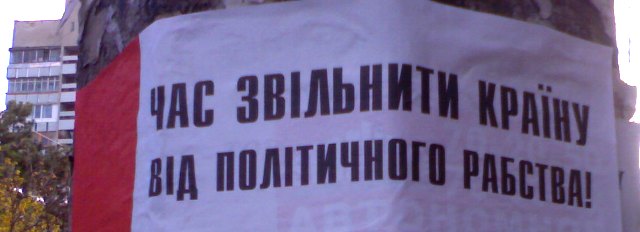 ЧАС ЗВІЛЬНИТИ КРАЇНУ
ВІД ПОЛІТИЧНОГО РАБСТВА!